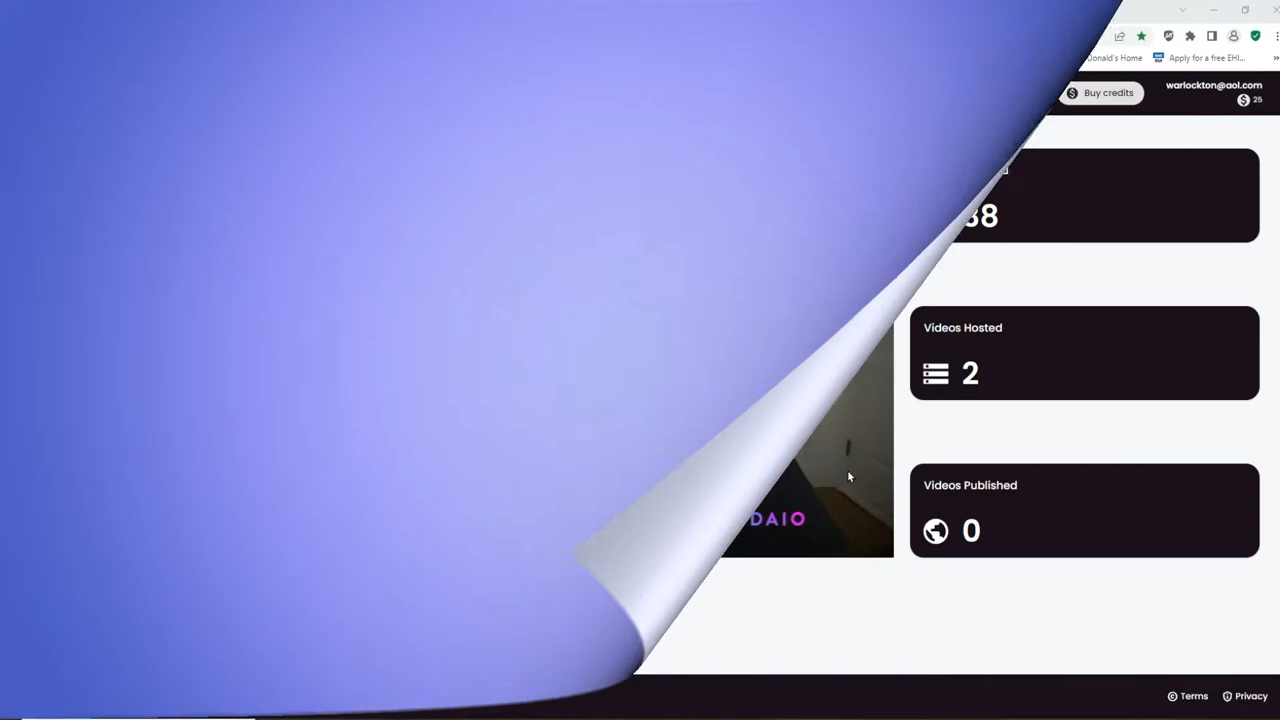 Donald's Home
Apply for a free EHI...
Buy credits
warlockton@aol.com
25
88
Videos Hosted
2
Videos Published
0
DAIO
Terms
Privacy